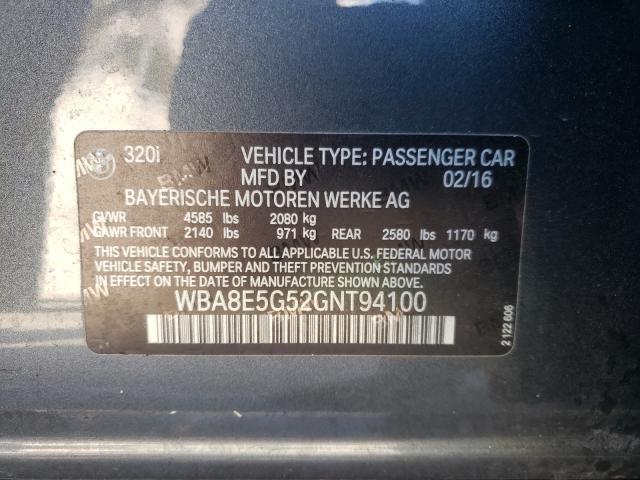 320i VEHICLE TYPE: PASSENGER CAR
MFD BY 02/16
BAYERISCHE MOTOREN WERKE AG
GVWR 4585 lbs 2080 kg
GAWR FRONT 2140 lbs 971 kg REAR 2580 lbs 1170 kg
THIS VEHICLE CONFORMS TO ALL APPLICABLE U.S. FEDERAL MOTOR
VEHICLE SAFETY, BUMPER AND THEFT PREVENTION STANDARDS IN
EFFECT ON THE DATE OF MANUFACTURE SHOWN ABOVE.
WBA8E5G52GNT94100
2 122 606